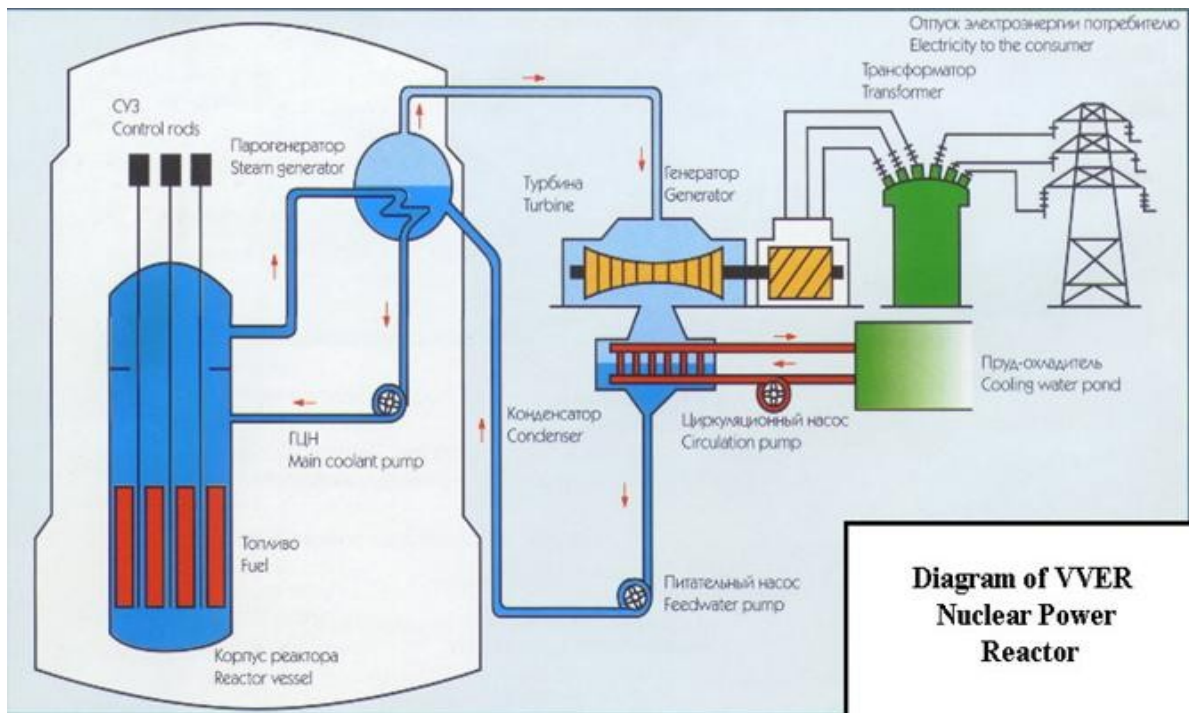 Отпуск электроэнергии потребителю
Electricity to the consumer
Трансформатор
Transformer
СУЗ
Control rods
Парогенератор
Steam generator
Турбина
Turbine
Генератор
Generator
Пруд-охладитель
Cooling water pond
Конденсатор
Condenser
Циркуляционный насос
Circulation pump
ГЦН
Main coolant pump
Топливо
Fuel
Питательный насос
Feedwater pump
Корпус реактора
Reactor vessel
Diagram of VVER
Nuclear Power
Reactor